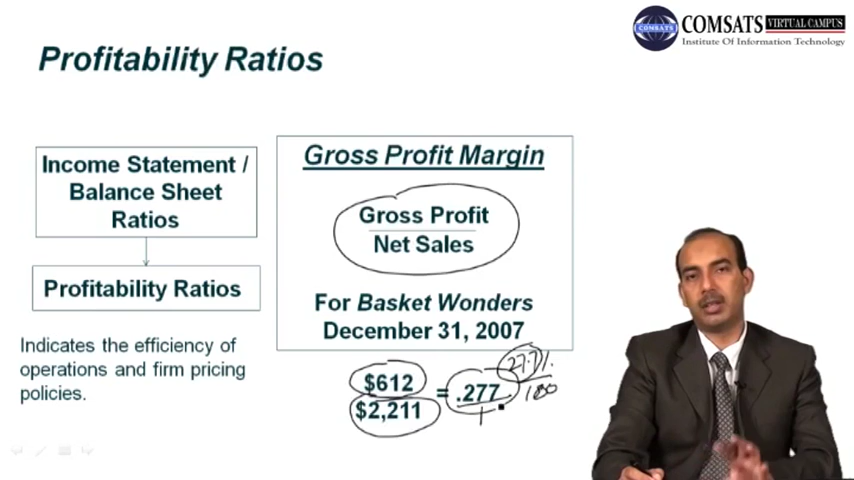 COMSATS VIRTUAL CAMPUS
COMSATS
Institute Of Information Technology
Profitability Ratios
Income Statement /
Balance Sheet
Ratios
Profitability Ratios
Indicates the efficiency of
operations and firm pricing
policies.
Gross Profit Margin
Gross Profit
Net Sales
For Basket Wonders
December 31, 2007
$612
$2,211
= .277
1
27.7%
100